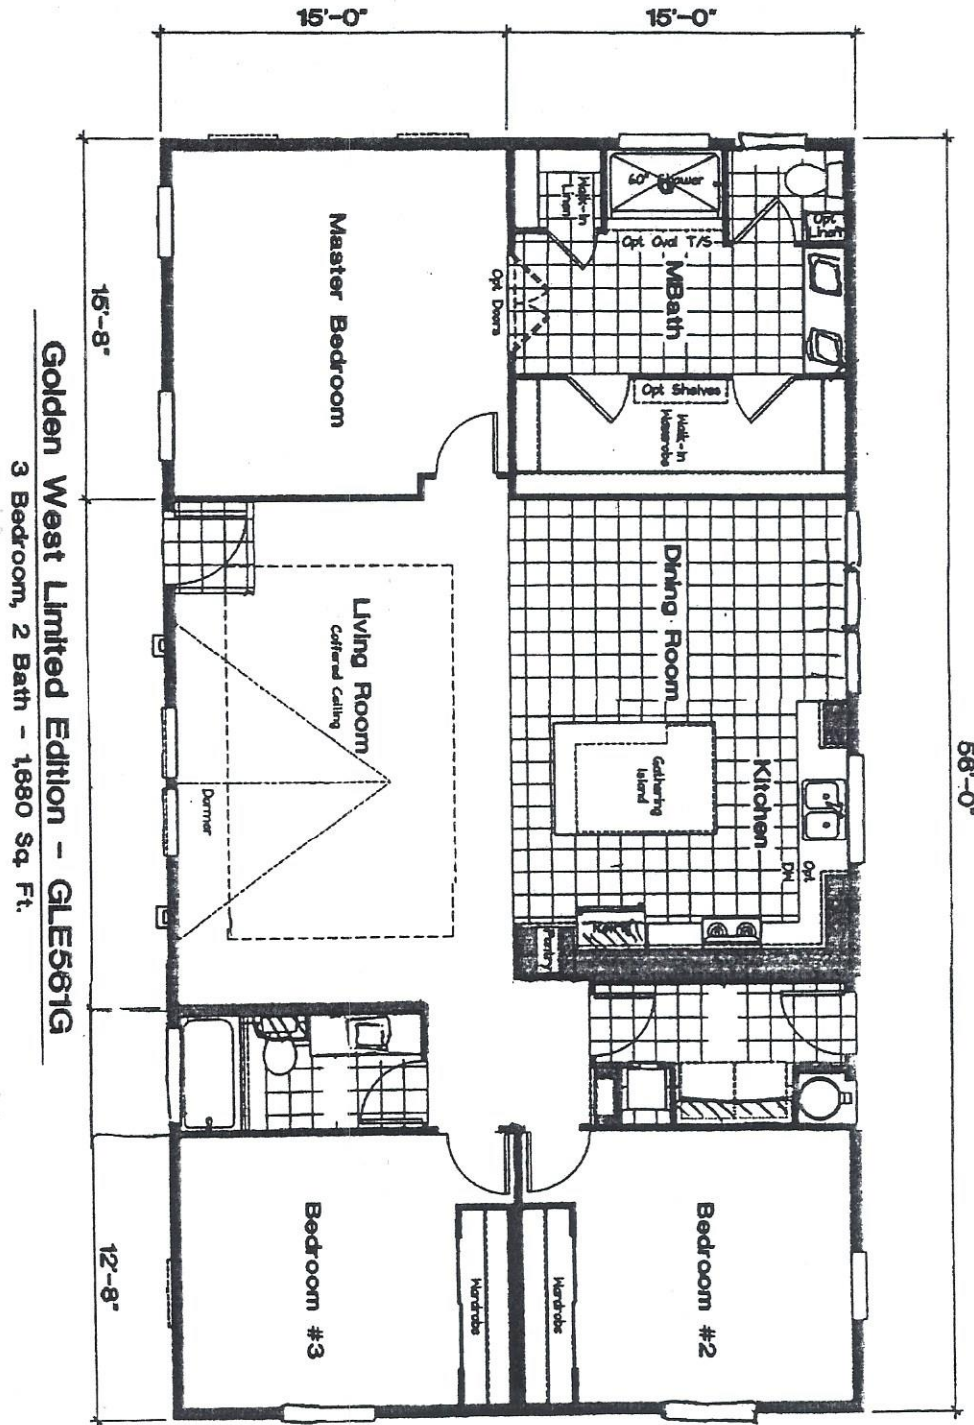 15'-0"
15'-0"
56'-0"
60" Shower
Walk-In
Linen
Opt
Linen
Opt Oval T/S
MBath
Opt Doors
Master Bedroom
Opt Shelves
Walk-In
Wardrobe
Dining Room
Kitchen
Gathering
Island
Opt
DW
Pantry
Living Room
Coffered Ceiling
Dormer
Bedroom #2
Wardrobe
Wardrobe
Bedroom #3
15'-8"
12'-8"
Golden West Limited Edition - GLE561G
3 Bedroom, 2 Bath - 1,680 Sq. Ft.